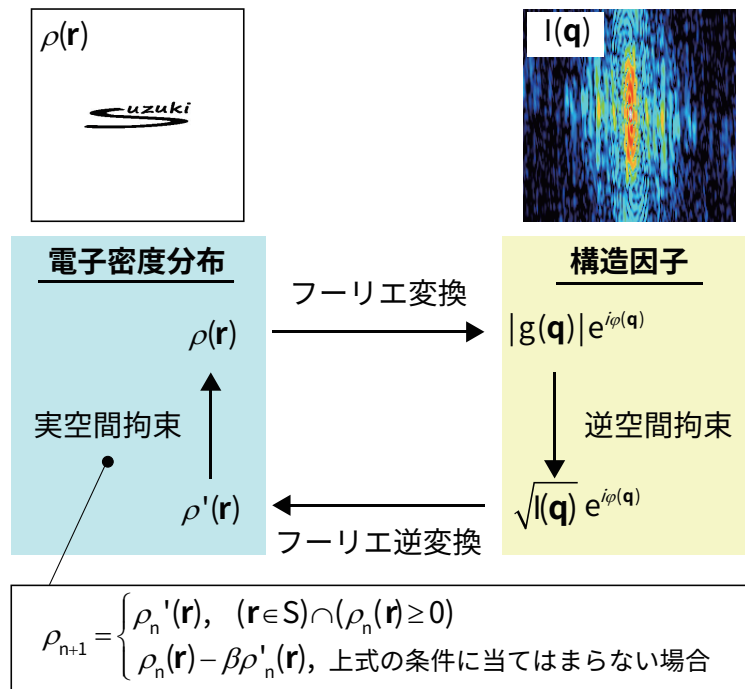 ρ(r)
I(q)
Suzuki
電子密度分布
構造因子
フーリエ変換
ρ(r)
|g(q)|e^{iφ(q)}
実空間拘束
逆空間拘束
ρ'(r)
√I(q) e^{iφ(q)}
フーリエ逆変換
ρ_{n+1} = { ρ_n'(r), (r∈S)∩(ρ_n(r)≥0)
ρ_n(r)−βρ'_n(r), 上式の条件に当てはまらない場合